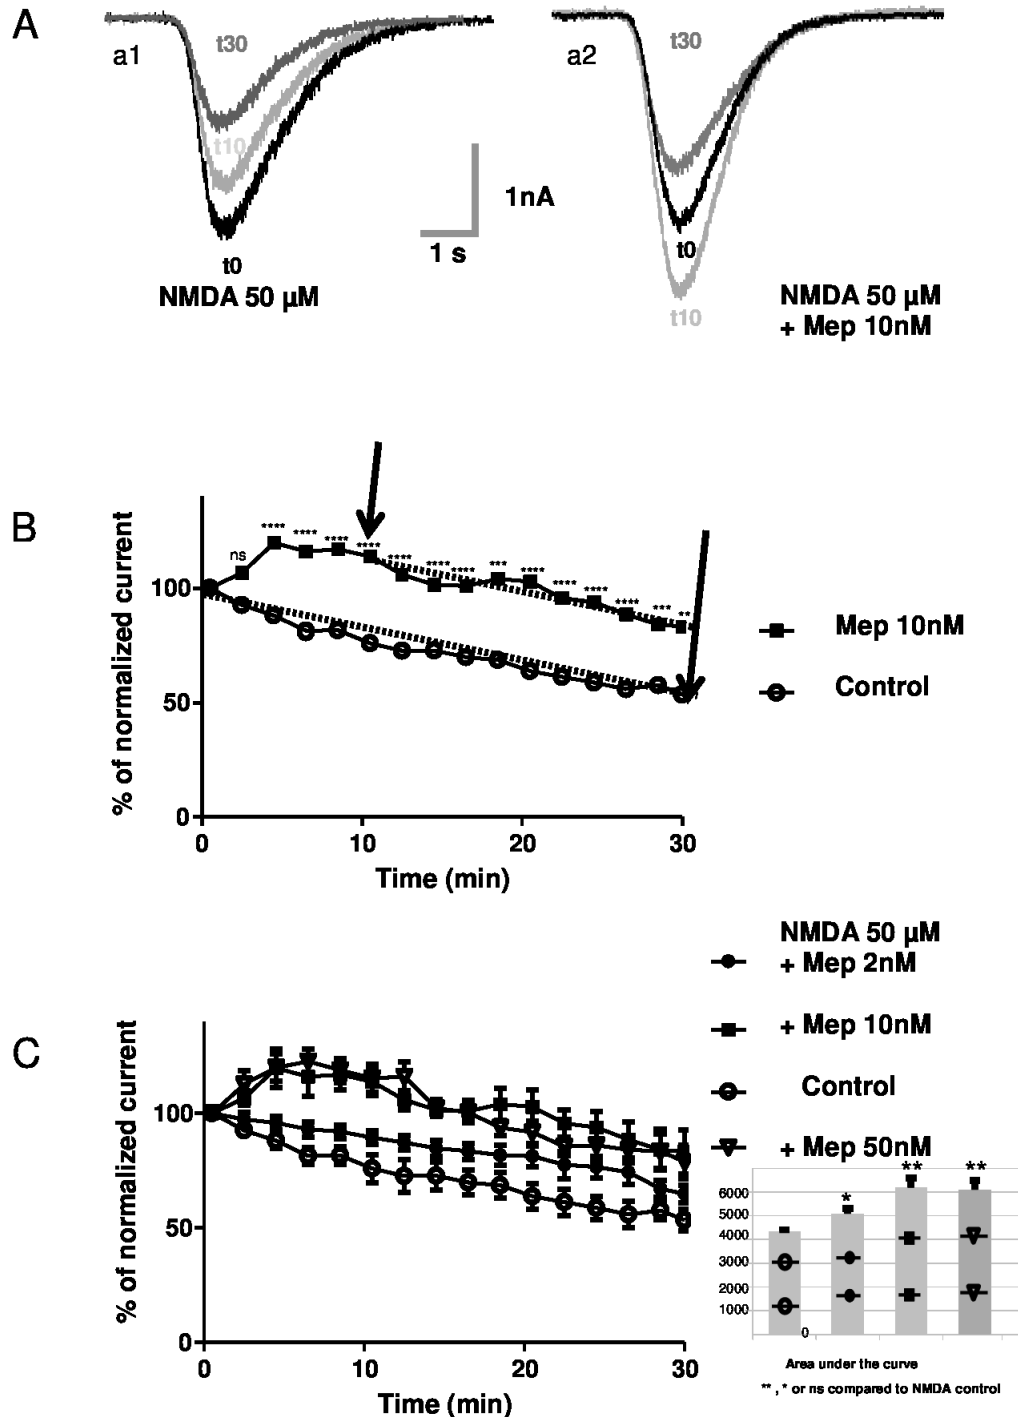 A
a1
t30
t10
t0
NMDA 50 µM
1nA
1 s
a2
t30
t0
t10
NMDA 50 µM
+ Mep 10nM
B
% of normalized current
100
50
0
ns
****
****
****
****
****
****
****
***
****
****
****
****
***
**
0
10
20
30
Time (min)
Mep 10nM
Control
C
NMDA 50 µM
+ Mep 2nM
+ Mep 10nM
Control
+ Mep 50nM
% of normalized current
100
50
0
0
10
20
30
Time (min)
*
**
**
6000
5000
4000
3000
2000
1000
0
Area under the curve
** , * or ns compared to NMDA control